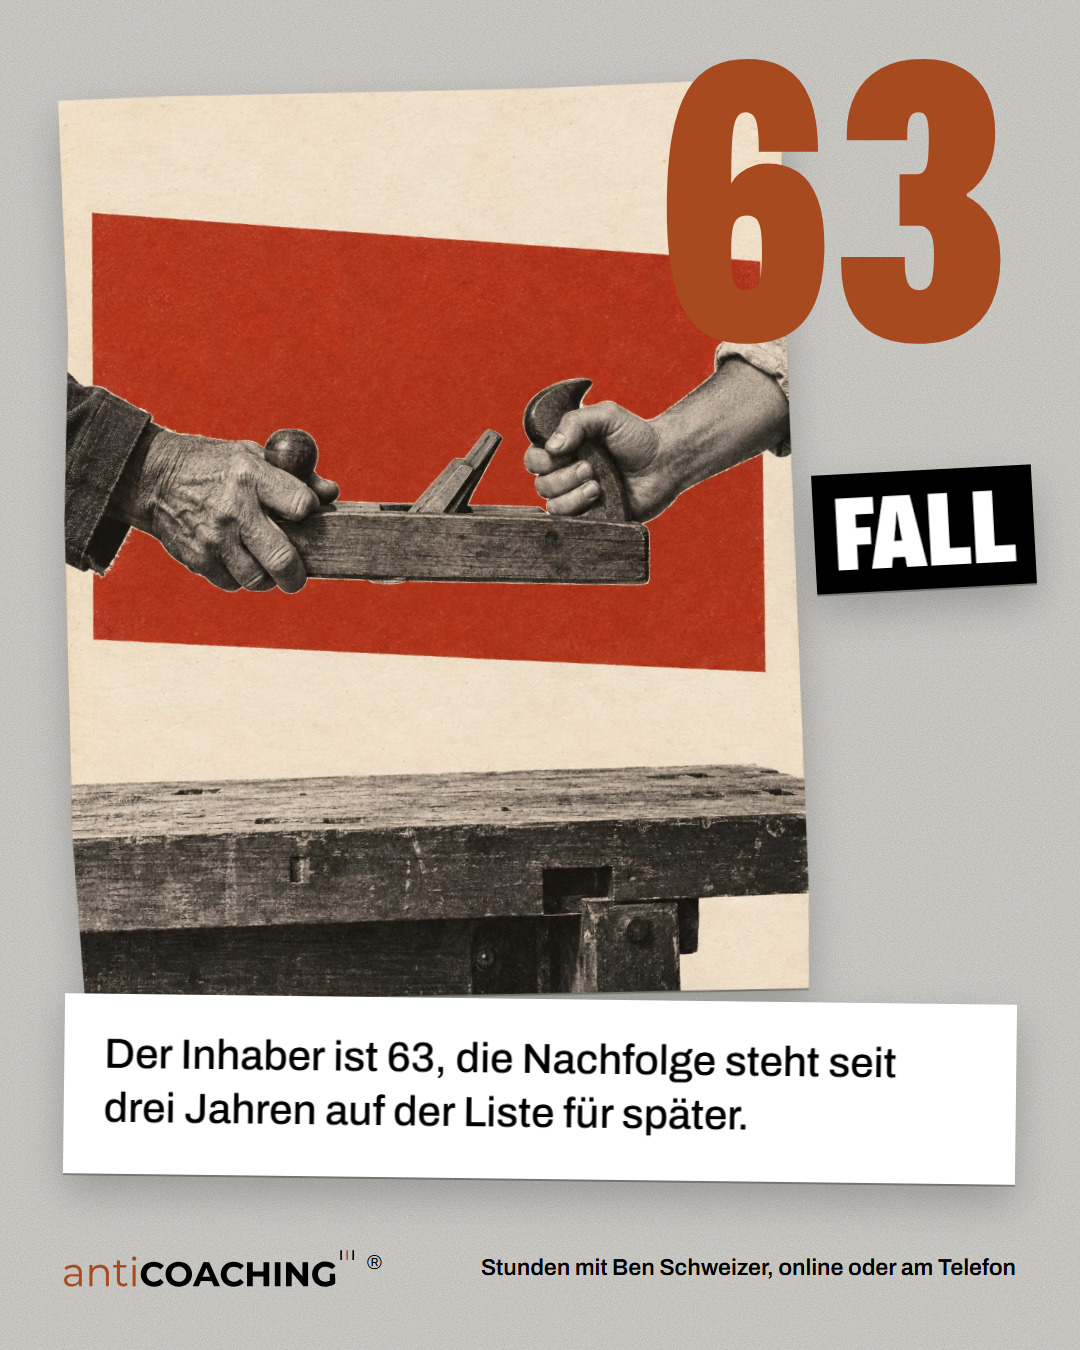 63
FALL
Der Inhaber ist 63, die Nachfolge steht seit
drei Jahren auf der Liste für später.
antiCOACHING ®
Stunden mit Ben Schweizer, online oder am Telefon